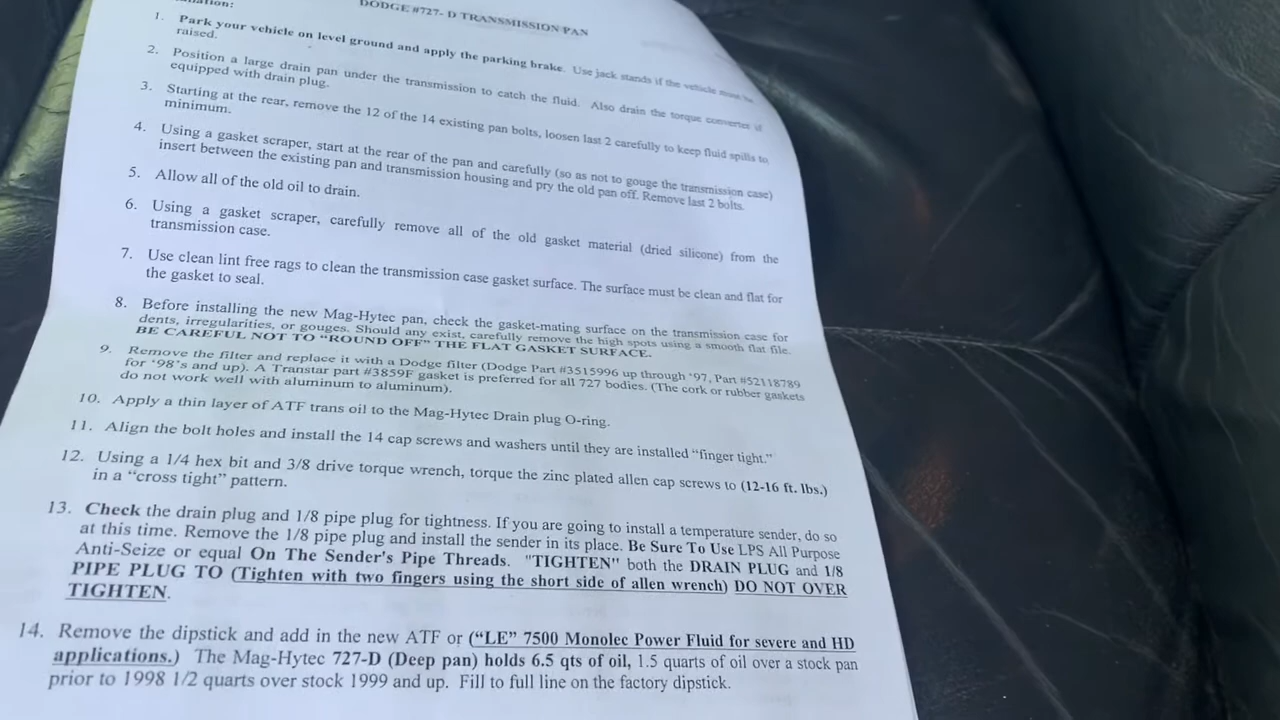 DODGE #727- D TRANSMISSION PAN
1. Park your vehicle on level ground and apply the parking brake. Use jack stands if the vehicle must be
raised.
2. Position a large drain pan under the transmission to catch the fluid. Also drain the torque converter if
equipped with drain plug.
3. Starting at the rear, remove the 12 of the 14 existing pan bolts, loosen last 2 carefully to keep fluid spills to
minimum.
4. Using a gasket scraper, start at the rear of the pan and carefully (so as not to gouge the transmission case)
insert between the existing pan and transmission housing and pry the old pan off. Remove last 2 bolts.
5. Allow all of the old oil to drain.
6. Using a gasket scraper, carefully remove all of the old gasket material (dried silicone) from the
transmission case.
7. Use clean lint free rags to clean the transmission case gasket surface. The surface must be clean and flat for
the gasket to seal.
8. Before installing the new Mag-Hytec pan, check the gasket-mating surface on the transmission case for
dents, irregularities, or gouges. Should any exist, carefully remove the high spots using a smooth flat file.
BE CAREFUL NOT TO "ROUND OFF" THE FLAT GASKET SURFACE.
9. Remove the filter and replace it with a Dodge filter (Dodge Part #3515996 up through '97, Part #52118789
for '98's and up). A Transtar part #3859F gasket is preferred for all 727 bodies. (The cork or rubber gaskets
do not work well with aluminum to aluminum).
10. Apply a thin layer of ATF trans oil to the Mag-Hytec Drain plug O-ring.
11. Align the bolt holes and install the 14 cap screws and washers until they are installed "finger tight."
12. Using a 1/4 hex bit and 3/8 drive torque wrench, torque the zinc plated allen cap screws to (12-16 ft. lbs.)
in a "cross tight" pattern.
13. Check the drain plug and 1/8 pipe plug for tightness. If you are going to install a temperature sender, do so
at this time. Remove the 1/8 pipe plug and install the sender in its place. Be Sure To Use LPS All Purpose
Anti-Seize or equal On The Sender's Pipe Threads. "TIGHTEN" both the DRAIN PLUG and 1/8
PIPE PLUG TO (Tighten with two fingers using the short side of allen wrench) DO NOT OVER
TIGHTEN.
14. Remove the dipstick and add in the new ATF or ("LE" 7500 Monolec Power Fluid for severe and HD
applications.) The Mag-Hytec 727-D (Deep pan) holds 6.5 qts of oil, 1.5 quarts of oil over a stock pan
prior to 1998 1/2 quarts over stock 1999 and up. Fill to full line on the factory dipstick.